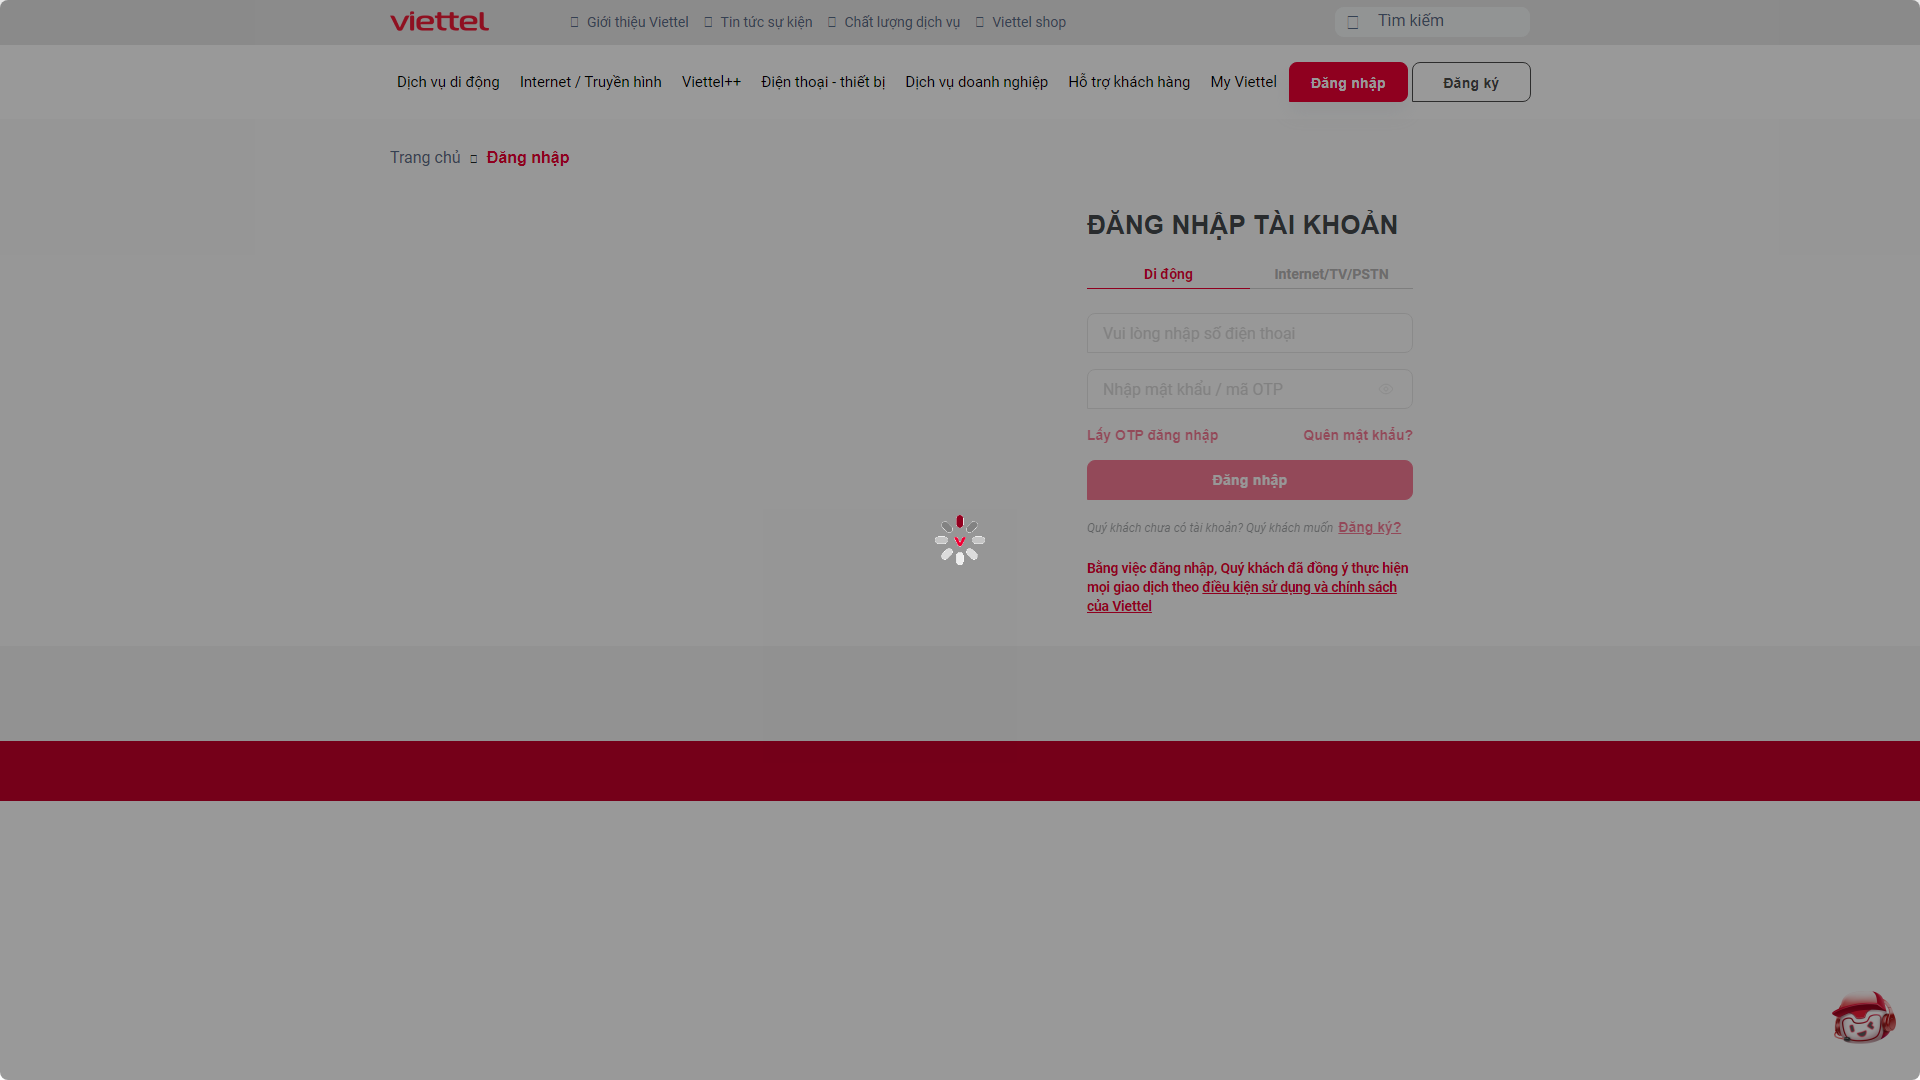 viettel
Giới thiệu Viettel
Tin tức sự kiện
Chất lượng dịch vụ
Viettel shop
Tìm kiếm
Dịch vụ di động
Internet / Truyền hình
Viettel++
Điện thoại - thiết bị
Dịch vụ doanh nghiệp
Hỗ trợ khách hàng
My Viettel
Đăng nhập
Đăng ký
Trang chủ
Đăng nhập
ĐĂNG NHẬP TÀI KHOẢN
Di động
Internet/TV/PSTN
Vui lòng nhập số điện thoại
Nhập mật khẩu / mã OTP
Lấy OTP đăng nhập
Quên mật khẩu?
Đăng nhập
Quý khách chưa có tài khoản? Quý khách muốn Đăng ký?
Bằng việc đăng nhập, Quý khách đã đồng ý thực hiện
mọi giao dịch theo điều kiện sử dụng và chính sách
của Viettel